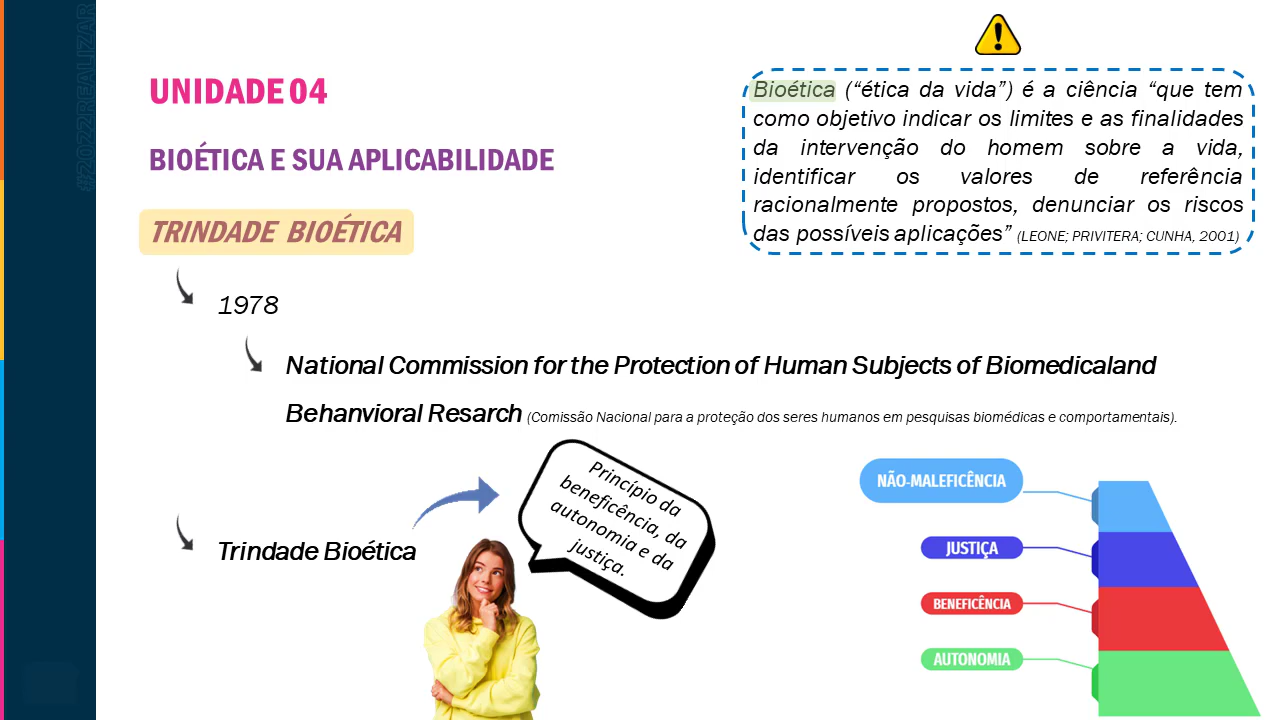 #2022REALIZAR
UNIDADE 04
BIOÉTICA E SUA APLICABILIDADE
TRINDADE BIOÉTICA
Bioética (“ética da vida”) é a ciência “que tem
como objetivo indicar os limites e as finalidades
da intervenção do homem sobre a vida,
identificar os valores de referência
racionalmente propostos, denunciar os riscos
das possíveis aplicações” (LEONE; PRIVITERA; CUNHA, 2001)
1978
National Commission for the Protection of Human Subjects of Biomedicaland
Behanvioral Resarch (Comissão Nacional para a proteção dos seres humanos em pesquisas biomédicas e comportamentais).
Trindade Bioética
Princípio da
beneficência, da
autonomia e da
justiça.
NÃO-MALEFICÊNCIA
JUSTIÇA
BENEFICÊNCIA
AUTONOMIA